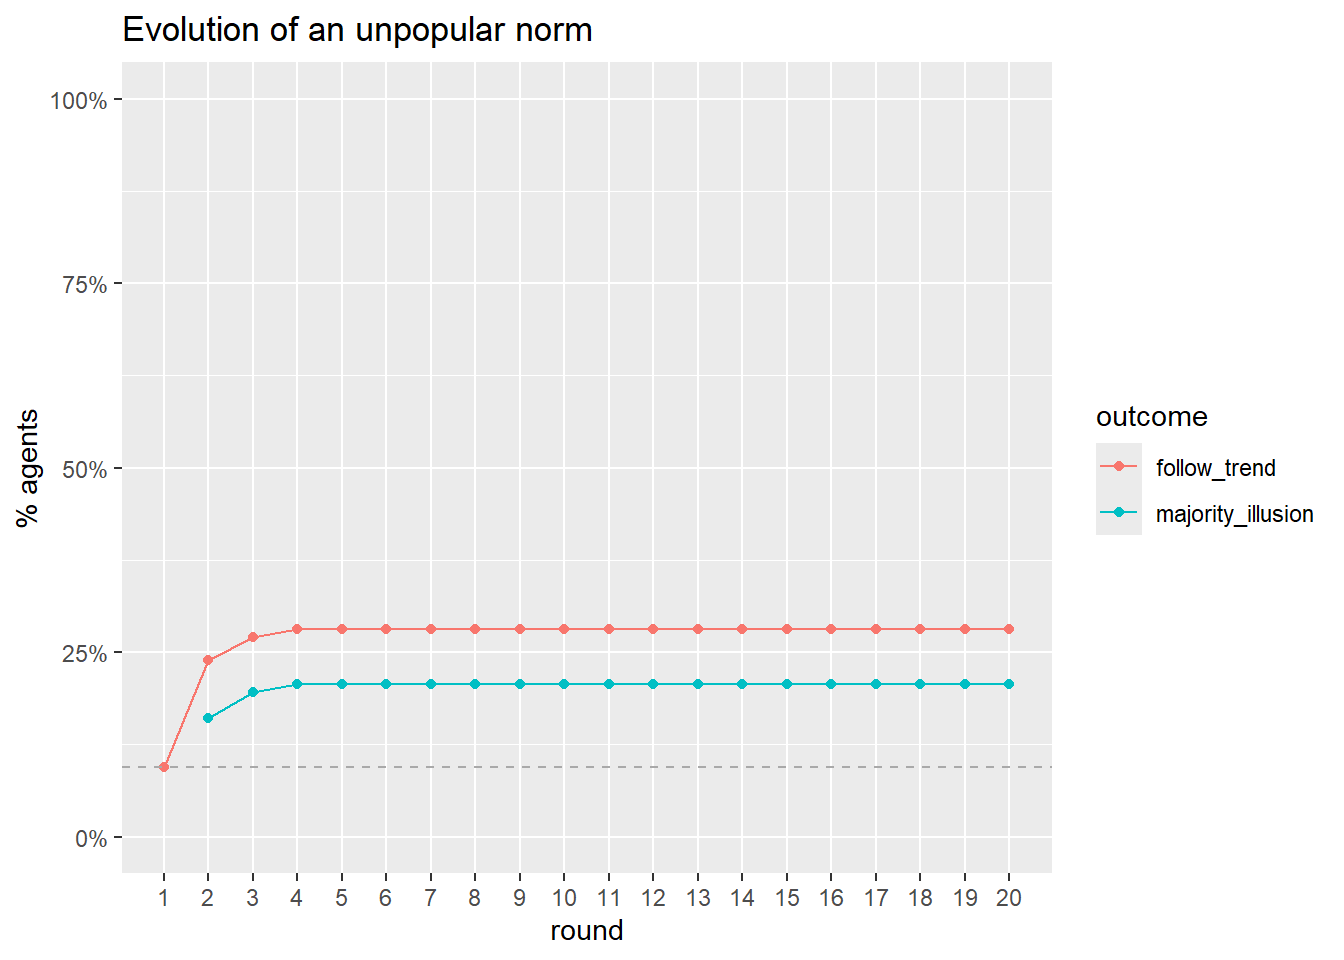 Evolution of an unpopular norm
100%
75%
50%
25%
0%
% agents
1 2 3 4 5 6 7 8 9 10 11 12 13 14 15 16 17 18 19 20
round
outcome
follow_trend
majority_illusion